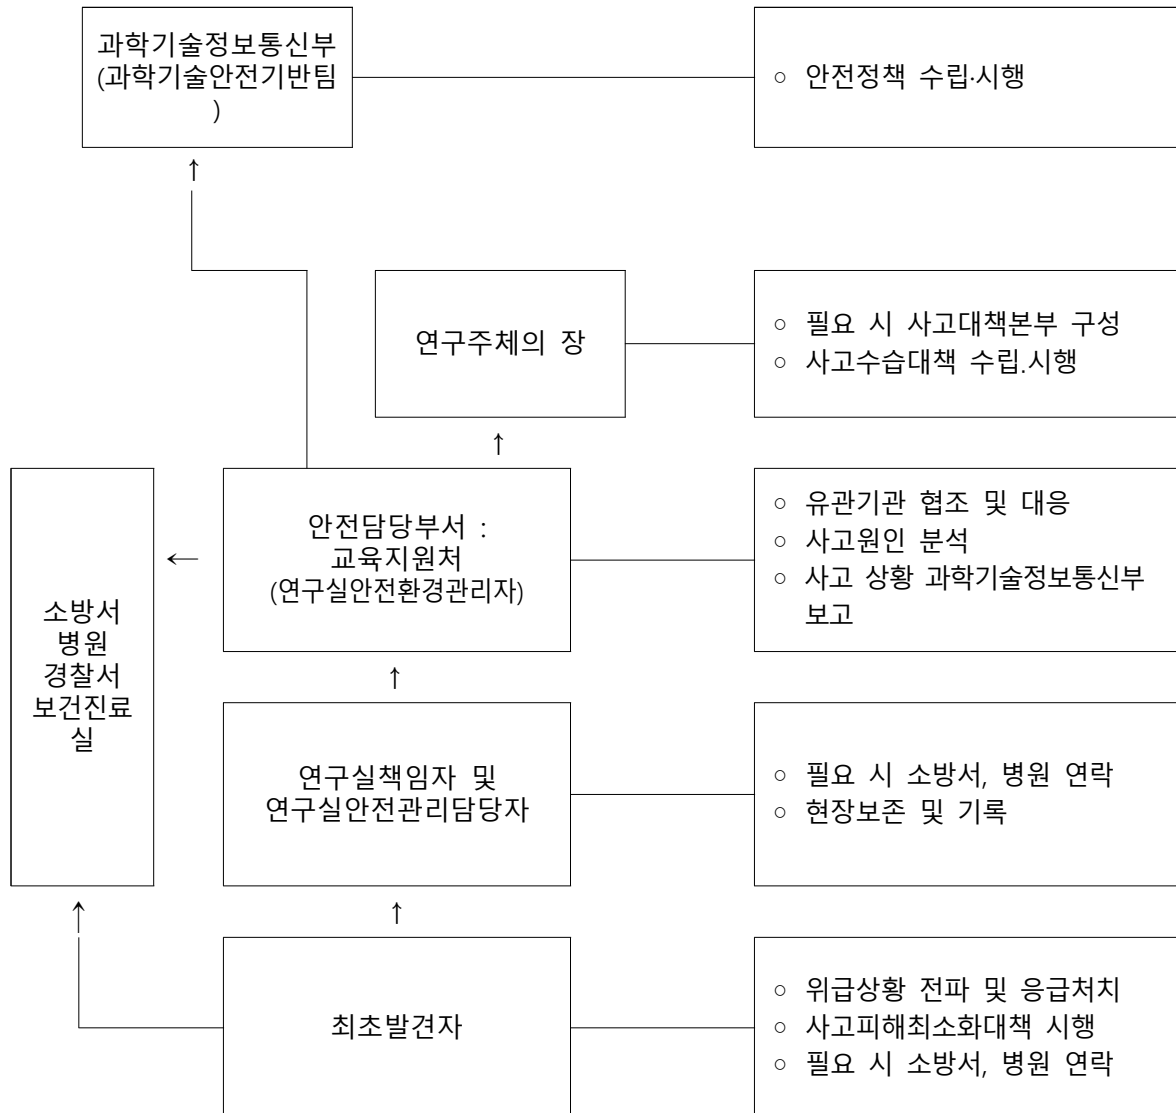 과학기술정보통신부
(과학기술안전기반팀
)
○ 안전정책 수립·시행
↑
연구주체의 장
○ 필요 시 사고대책본부 구성
○ 사고수습대책 수립.시행
↑
소방서
병원
경찰서
보건진료
실
←
안전담당부서 :
교육지원처
(연구실안전환경관리자)
○ 유관기관 협조 및 대응
○ 사고원인 분석
○ 사고 상황 과학기술정보통신부
보고
↑
연구실책임자 및
연구실안전관리담당자
○ 필요 시 소방서, 병원 연락
○ 현장보존 및 기록
↑
↑
최초발견자
○ 위급상황 전파 및 응급처치
○ 사고피해최소화대책 시행
○ 필요 시 소방서, 병원 연락